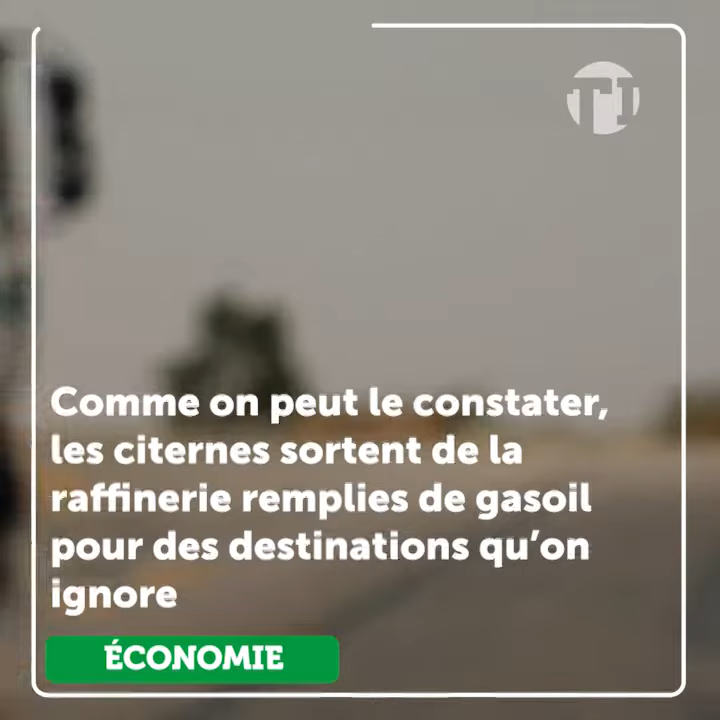 TI
Comme on peut le constater,
les citernes sortent de la
raffinerie remplies de gasoil
pour des destinations qu’on
ignore
ÉCONOMIE